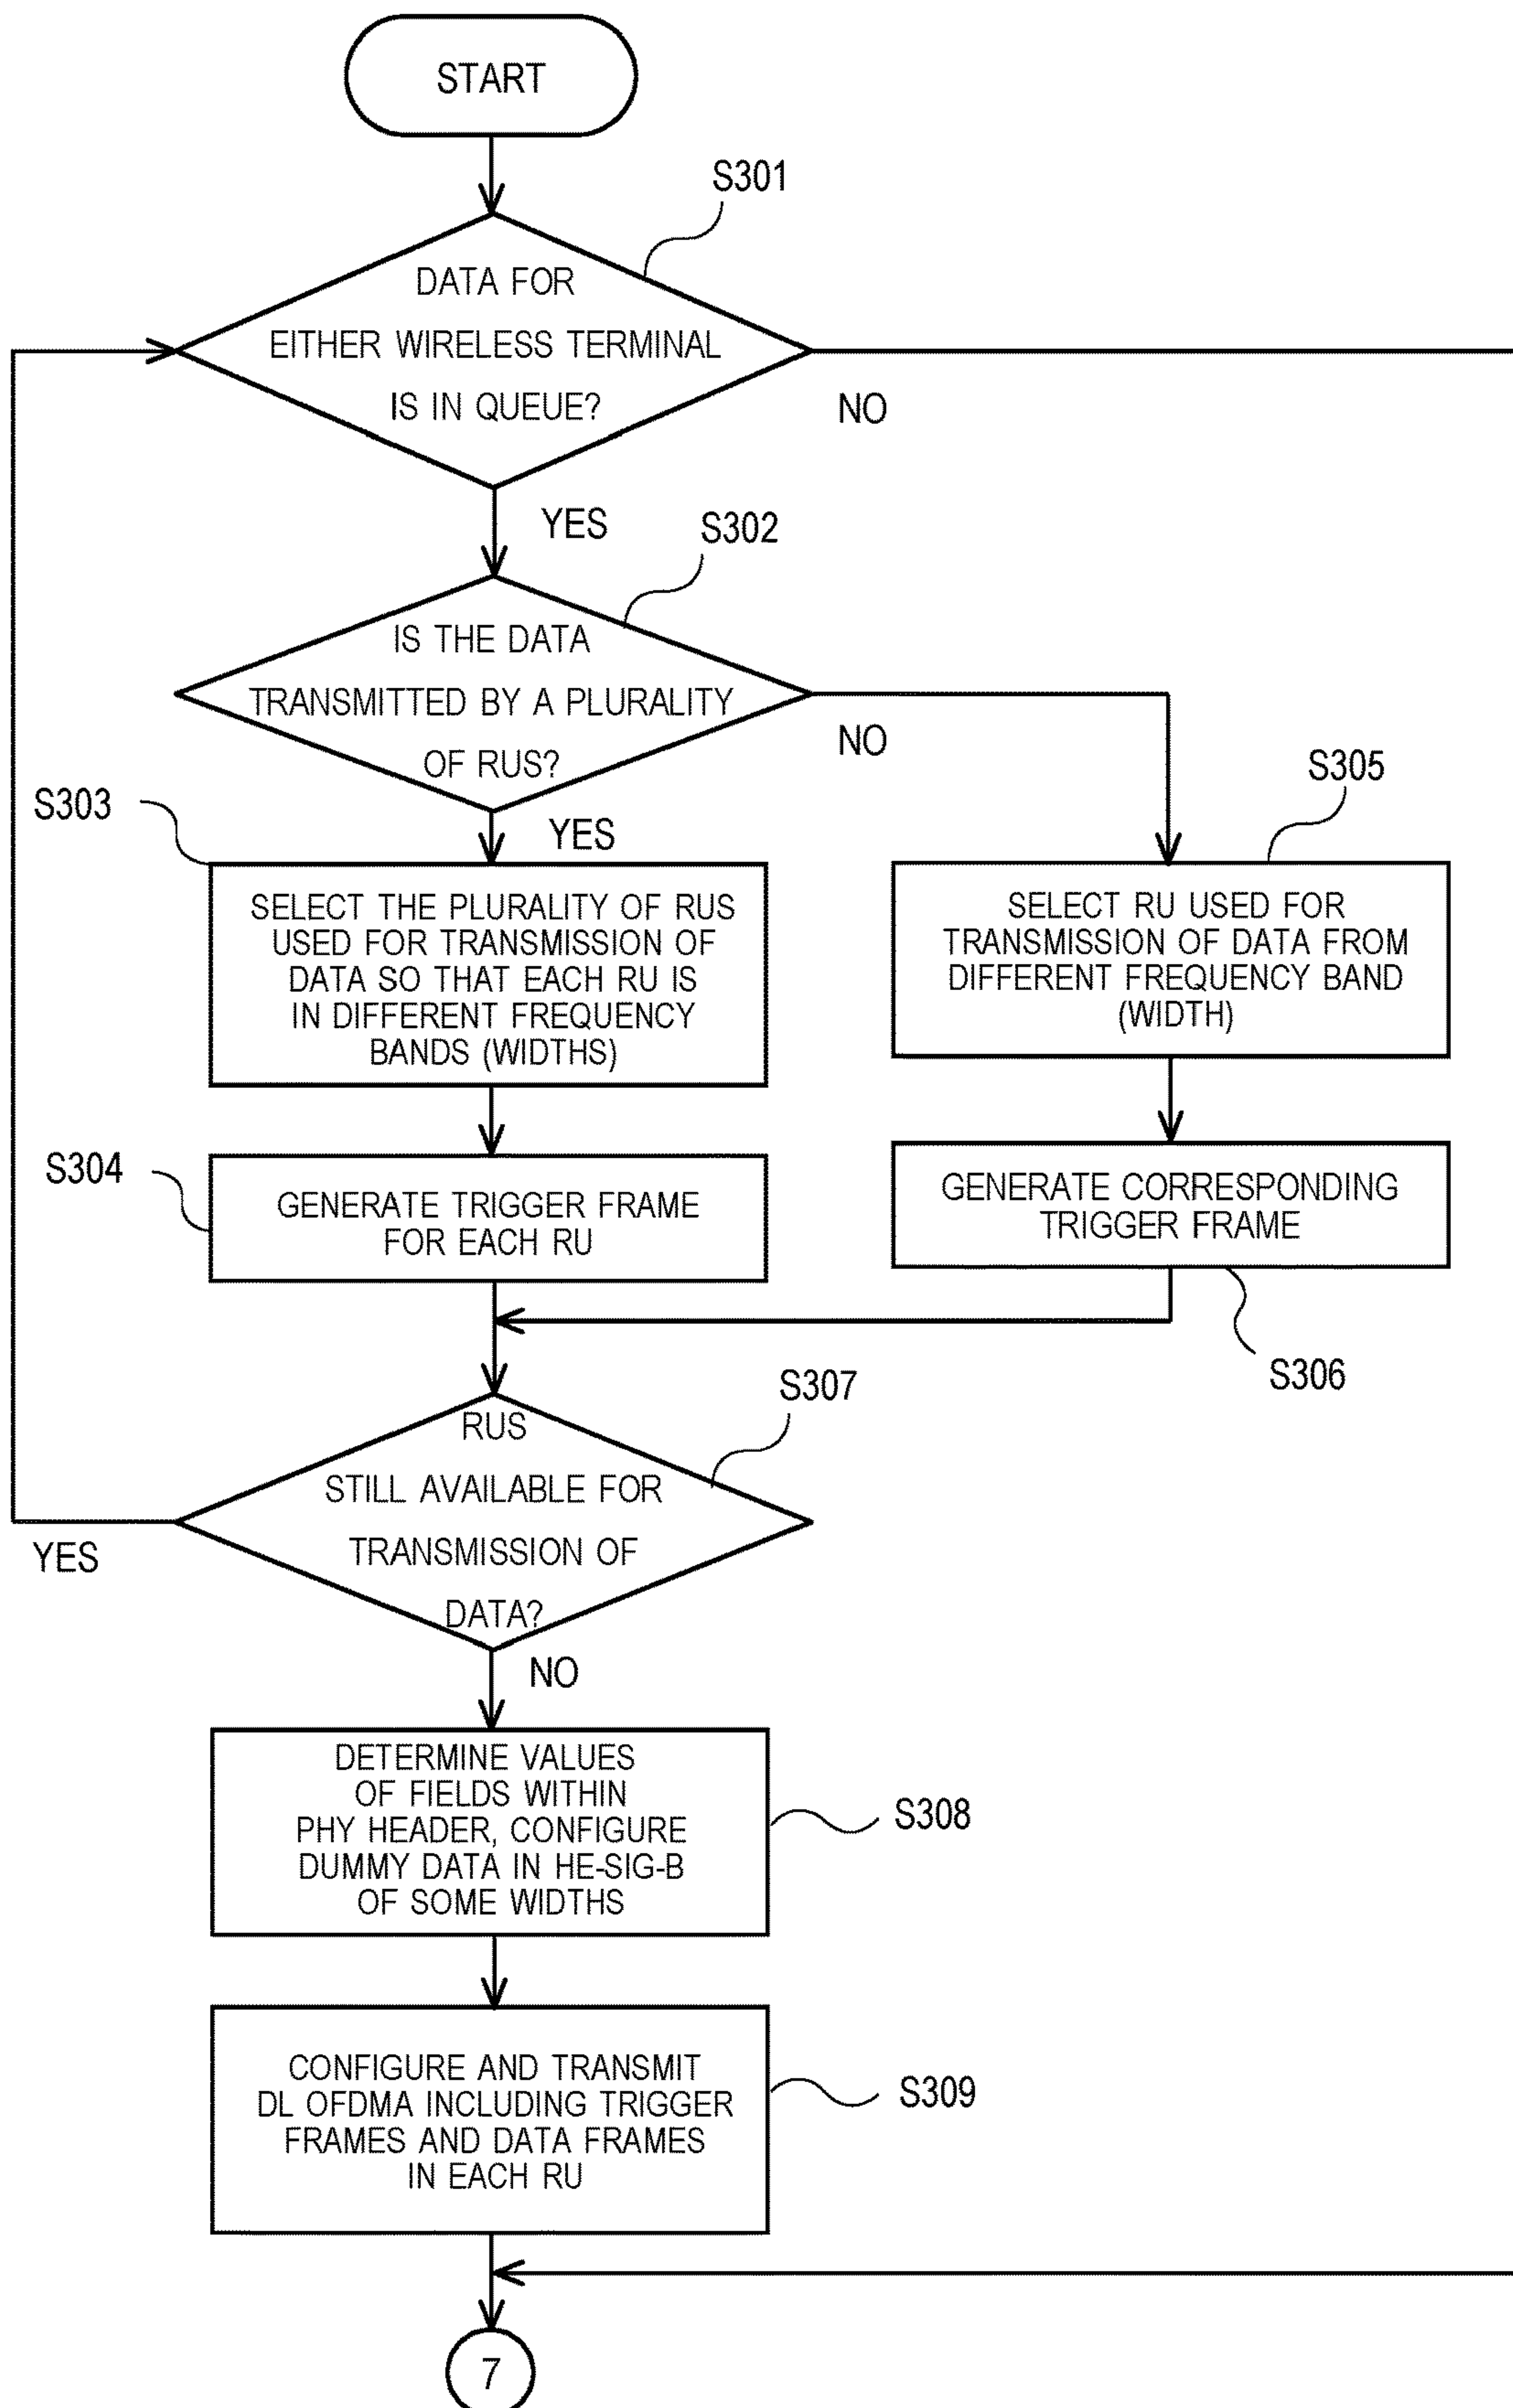 START
S301
DATA FOR
EITHER WIRELESS TERMINAL
IS IN QUEUE?
NO
YES
S302
IS THE DATA
TRANSMITTED BY A PLURALITY
OF RUS?
NO
YES
S303
SELECT THE PLURALITY OF RUS
USED FOR TRANSMISSION OF
DATA SO THAT EACH RU IS
IN DIFFERENT FREQUENCY
BANDS (WIDTHS)
S305
SELECT RU USED FOR
TRANSMISSION OF DATA FROM
DIFFERENT FREQUENCY BAND
(WIDTH)
S304
GENERATE TRIGGER FRAME
FOR EACH RU
GENERATE CORRESPONDING
TRIGGER FRAME
S306
S307
RUS
STILL AVAILABLE FOR
TRANSMISSION OF
DATA?
YES
NO
DETERMINE VALUES
OF FIELDS WITHIN
PHY HEADER, CONFIGURE
DUMMY DATA IN HE-SIG-B
OF SOME WIDTHS
S308
CONFIGURE AND TRANSMIT
DL OFDMA INCLUDING TRIGGER
FRAMES AND DATA FRAMES
IN EACH RU
S309
7